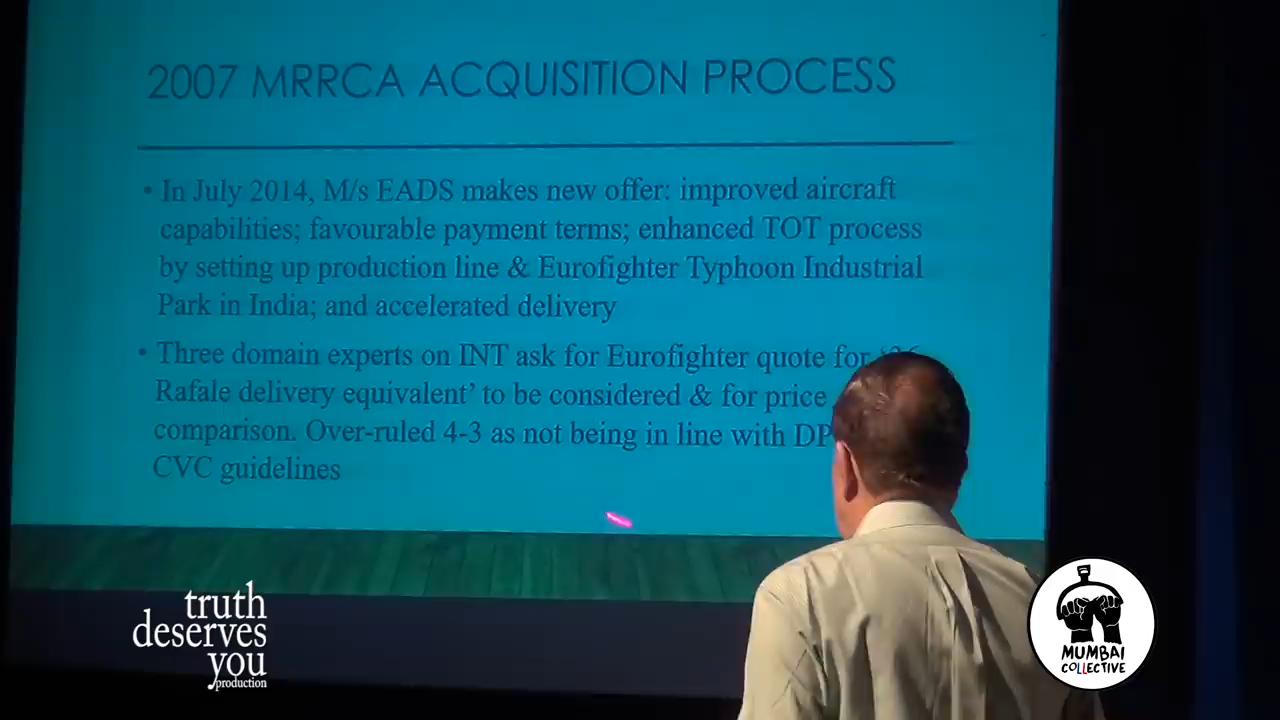 2007 MRRCA ACQUISITION PROCESS
• In July 2014, M/s EADS makes new offer: improved aircraft
capabilities; favourable payment terms; enhanced TOT process
by setting up production line & Eurofighter Typhoon Industrial
Park in India; and accelerated delivery
• Three domain experts on INT ask for Eurofighter quote for
Rafale delivery equivalent’ to be considered & for price
comparison. Over-ruled 4-3 as not being in line with
CVC guidelines
truth
deserves
you
production
MUMBAI
COLLECTIVE